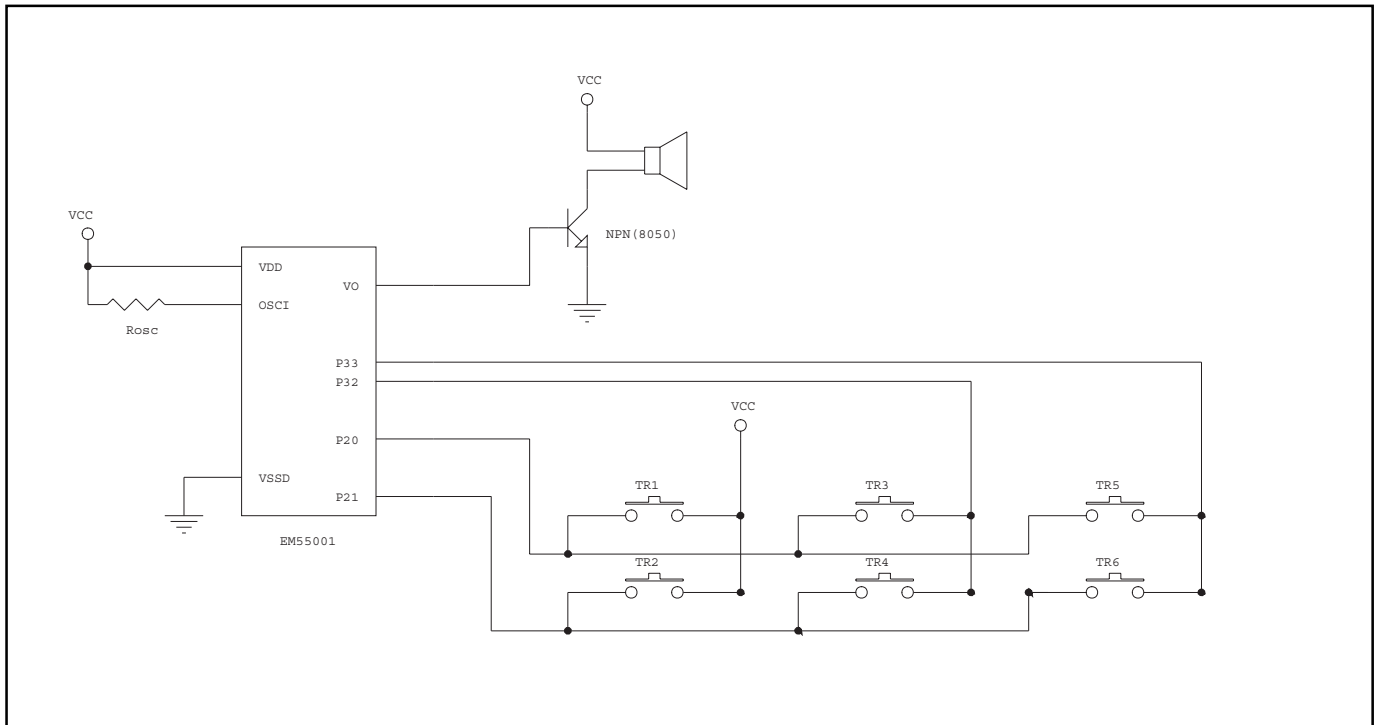 VCC
VCC
NPN(8050)
VDD
VO
OSCI
Rosc
P33
P32
VCC
P20
VSSD
P21
TR1
TR3
TR5
EM55001
TR2
TR4
TR6